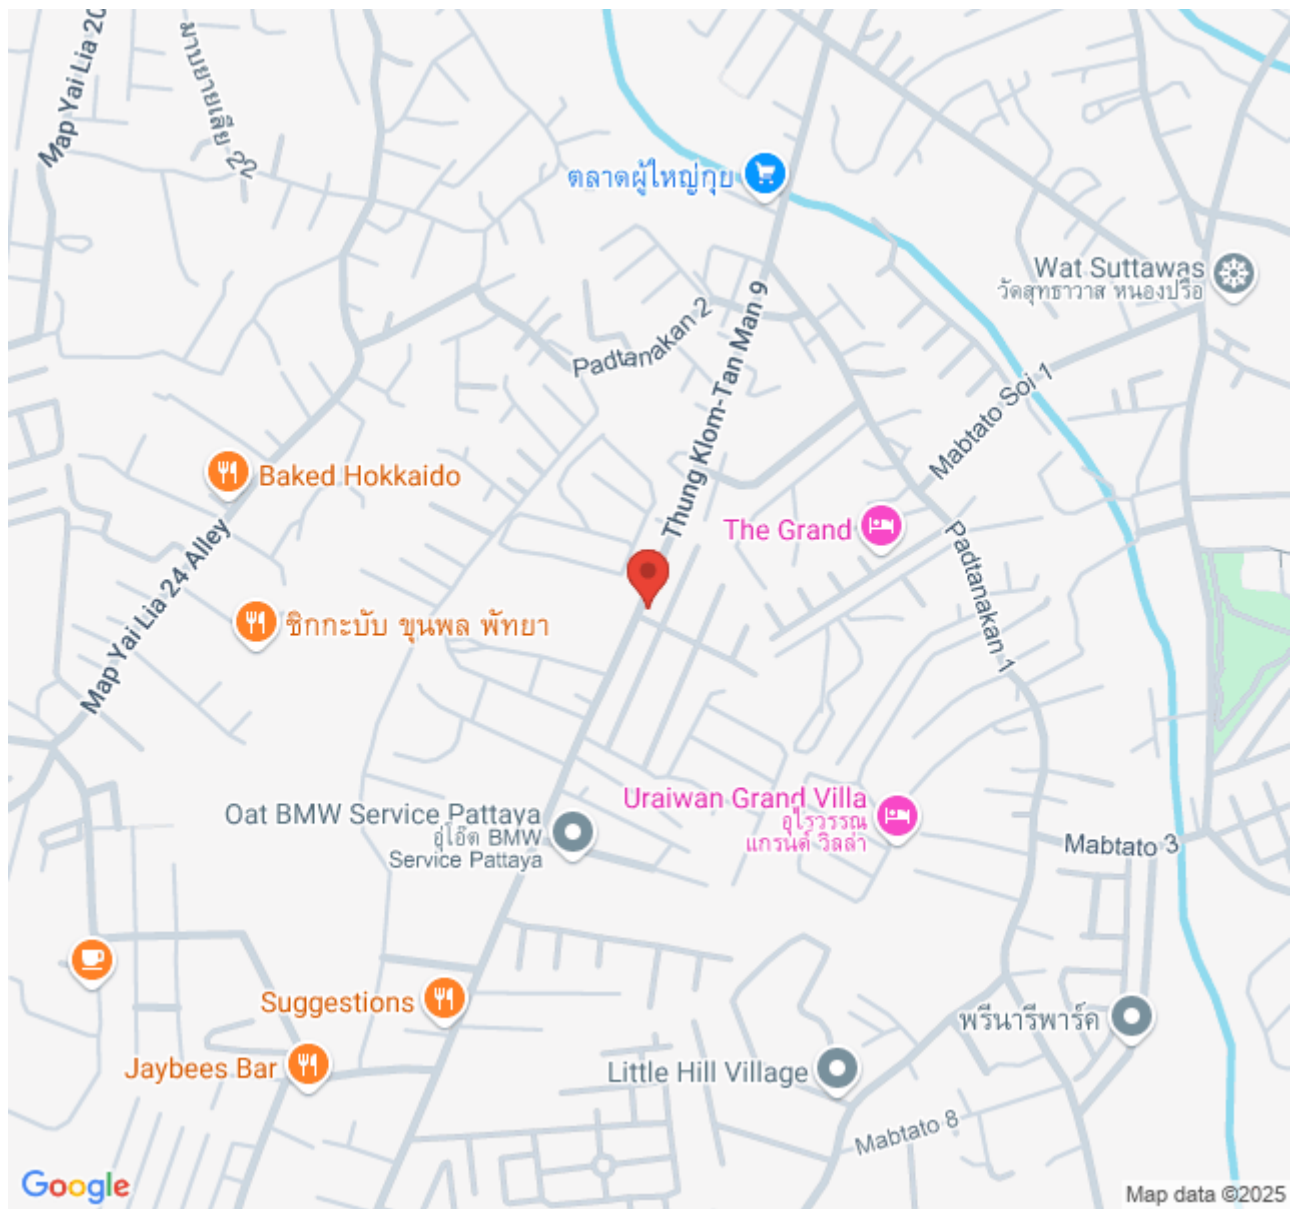 Map Yai Lia 20
มาบยายเลีย 22
ตลาดผู้ใหญ่กุย
Wat Suttawas
วัดสุทธาวาส หนองปรือ
Padtanakan 2
Thung Klom-Tan Man 9
Mabtato Soi 1
Baked Hokkaido
The Grand
Map Yai Lia 24 Alley
Padtanakan 1
ชิกกะบับ ขุนพล พัทยา
Uraiwan Grand Villa
อุไรวรรณ
แกรนด์ วิลล่า
Oat BMW Service Pattaya
อู่โอ๊ต BMW
Service Pattaya
Mabtato 3
Suggestions
พรีนารีพาร์ค
Jaybees Bar
Little Hill Village
Mabtato 8
Google
Map data ©2025